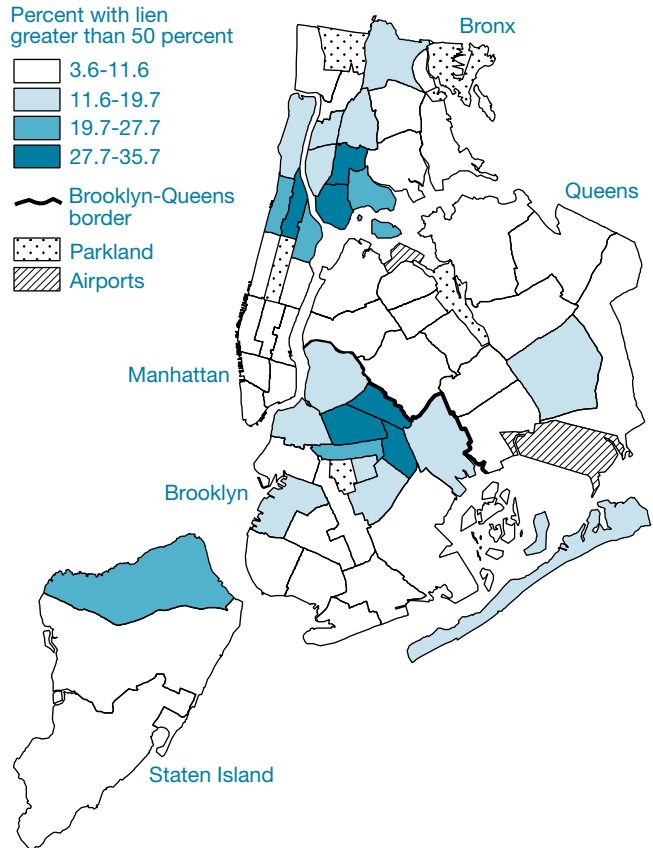 Percent with lien
greater than 50 percent
3.6-11.6
11.6-19.7
19.7-27.7
27.7-35.7
Brooklyn-Queens
border
Parkland
Airports
Bronx
Queens
Manhattan
Brooklyn
Staten Island